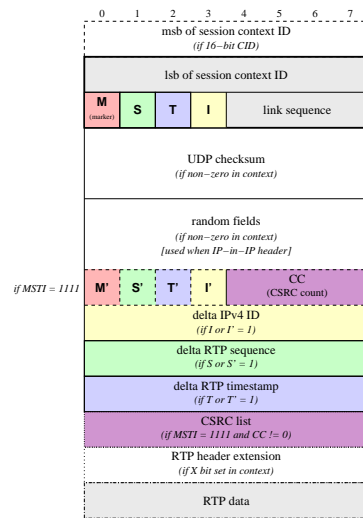 0 1 2 3 4 5 6 7
msb of session context ID
(if 16−bit CID)
lsb of session context ID
M S T I link sequence
(marker)
UDP checksum
(if non−zero in context)
random fields
(if non−zero in context)
[used when IP−in−IP header]
if MSTI = 1111 M' S' T' I' CC
(CSRC count)
delta IPv4 ID
(if I or I' = 1)
delta RTP sequence
(if S or S' = 1)
delta RTP timestamp
(if T or T' = 1)
CSRC list
(if MSTI = 1111 and CC != 0)
RTP header extension
(if X bit set in context)
RTP data